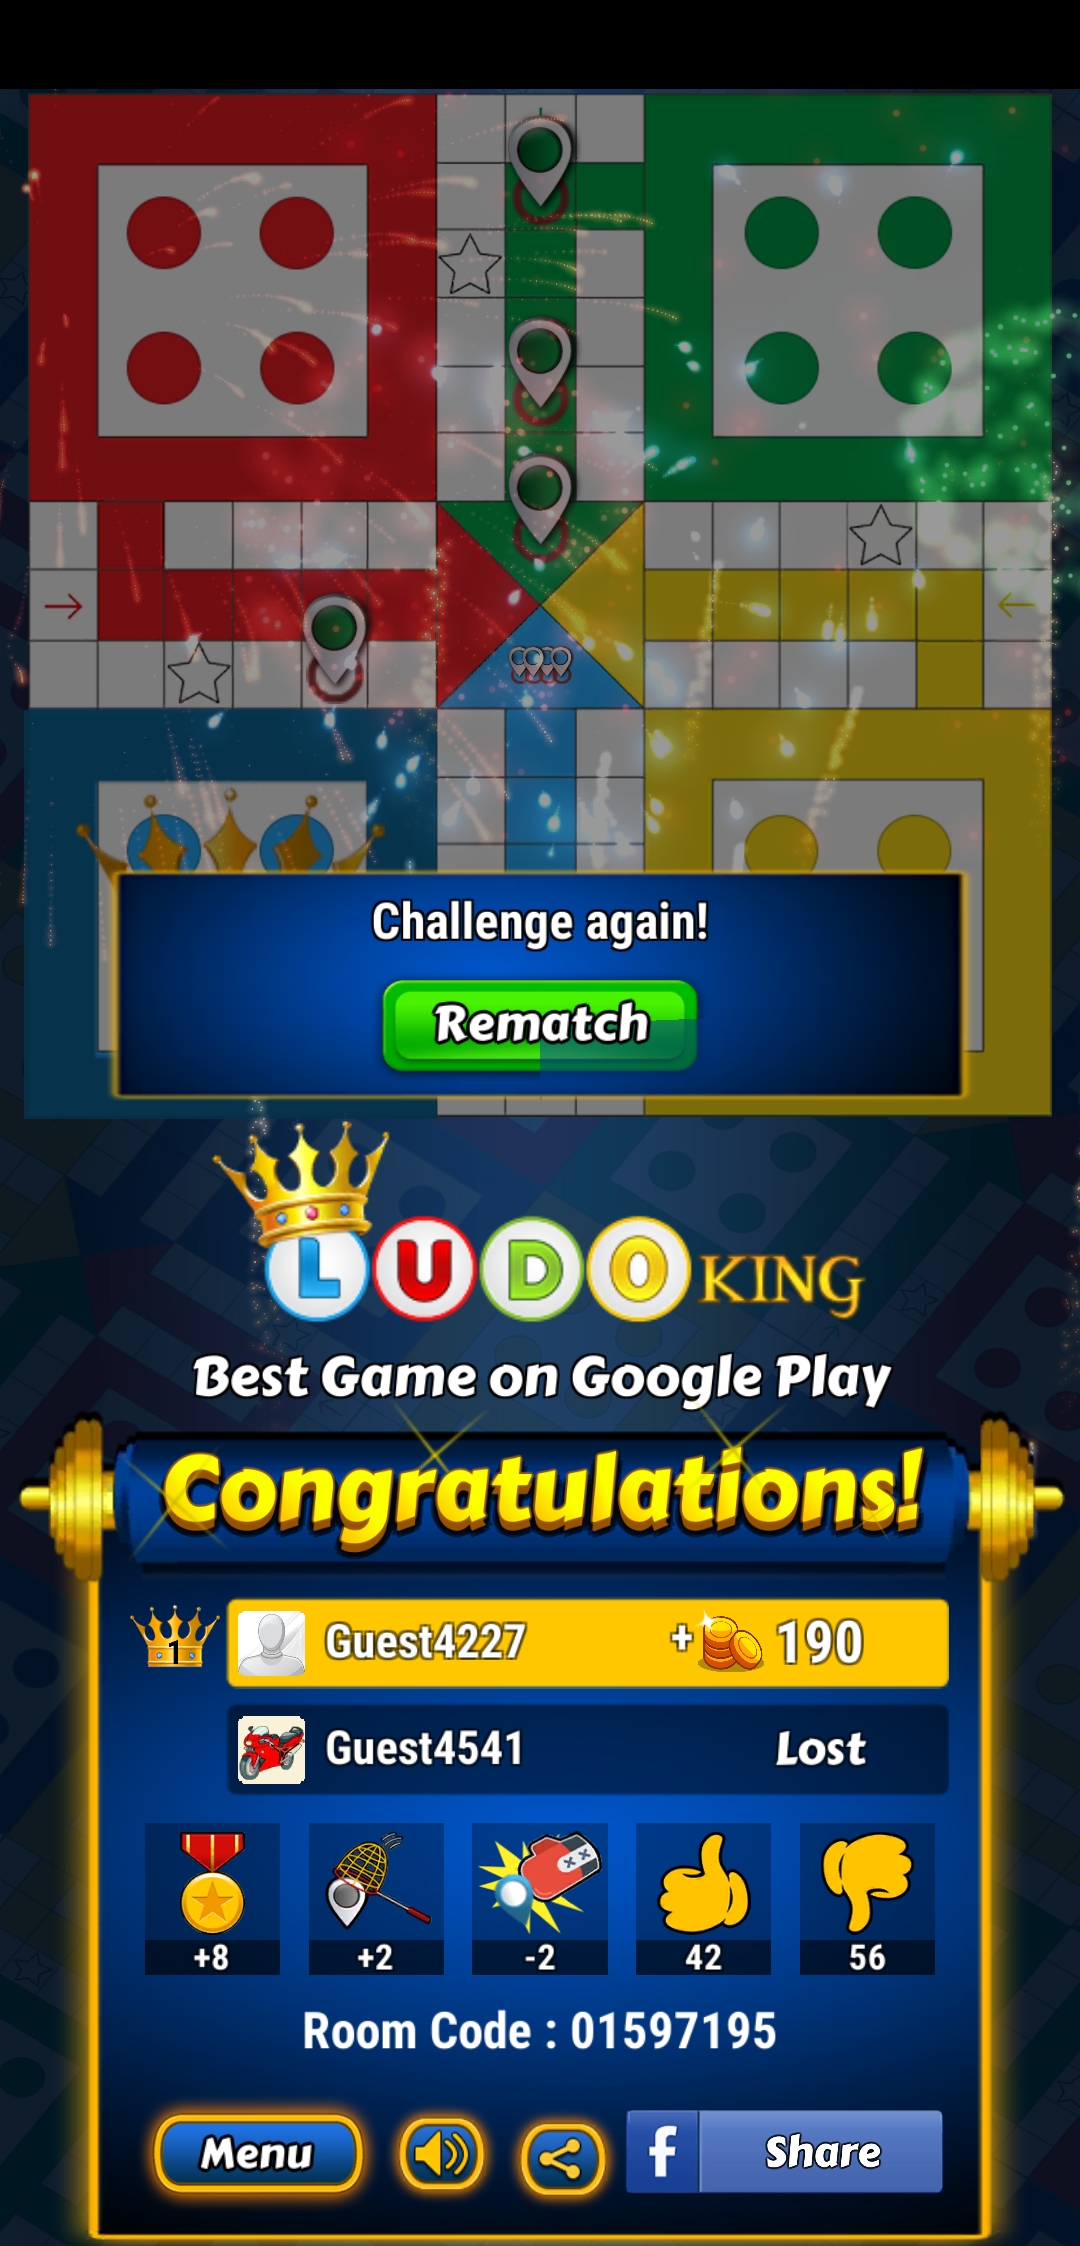 Challenge again!
Rematch
LUDO KING
Best Game on Google Play
Congratulations!
1 Guest4227 + 190
Guest4541 Lost
+8 +2 -2 42 56
Room Code : 01597195
Menu f Share